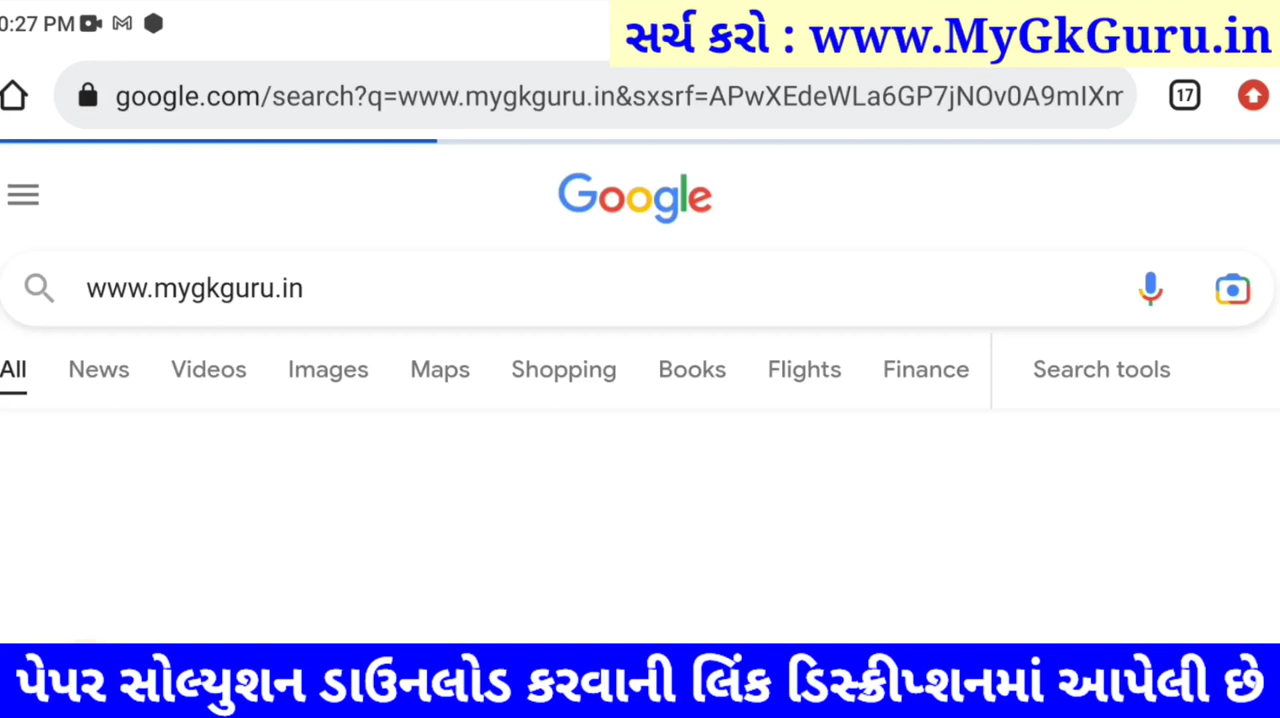 0:27 PM
સર્ચ કરો : www.MyGkGuru.in
google.com/search?q=www.mygkguru.in&sxsrf=APwXEdeWLa6GP7jNOv0A9mIXm
17
Google
www.mygkguru.in
All News Videos Images Maps Shopping Books Flights Finance Search tools
પેપર સોલ્યુશન ડાઉનલોડ કરવાની લિંક ડિસ્ક્રીપ્શનમાં આપેલી છે